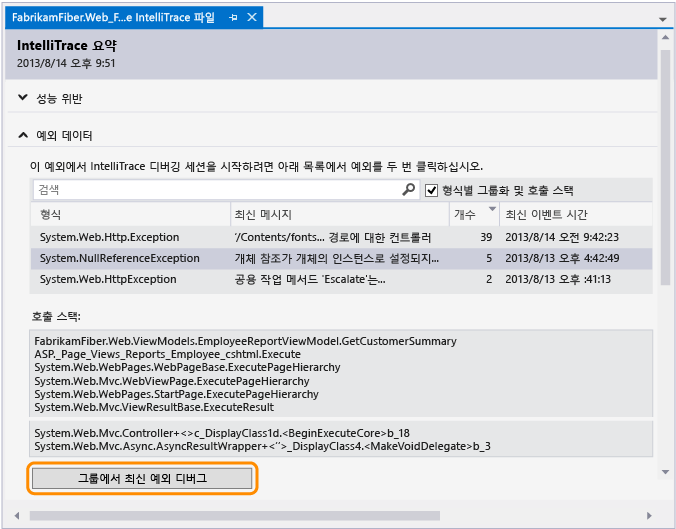 FabrikamFiber.Web_F...e IntelliTrace 파일
IntelliTrace 요약
2013/8/14 오후 9:51
성능 위반
예외 데이터
이 예외에서 IntelliTrace 디버깅 세션을 시작하려면 아래 목록에서 예외를 두 번 클릭하십시오.
검색 형식별 그룹화 및 호출 스택
형식 최신 메시지 개수 최신 이벤트 시간
System.Web.Http.Exception '/Contents/fonts... 경로에 대한 컨트롤러 39 2013/8/14 오전 9:42:23
System.NullReferenceException 개체 참조가 개체의 인스턴스로 설정되지... 5 2013/8/13 오후 4:42:49
System.Web.HttpException 공용 작업 메서드 'Escalate'는... 2 2013/8/13 오후 :41:13
호출 스택:
FabrikamFiber.Web.ViewModels.EmployeeReportViewModel.GetCustomerSummary
ASP._Page_Views_Reports_Employee_cshtml.Execute
System.Web.WebPages.WebPageBase.ExecutePageHierarchy
System.Web.Mvc.WebViewPage.ExecutePageHierarchy
System.Web.WebPages.StartPage.ExecutePageHierarchy
System.Web.Mvc.ViewResultBase.ExecuteResult
System.Web.Mvc.Controller+<>c_DisplayClass1d.<BeginExecuteCore>b_18
System.Web.Mvc.Async.AsyncResultWrapper+<¨>_DisplayClass4.<MakeVoidDelegate>b_3
그룹에서 최신 예외 디버그